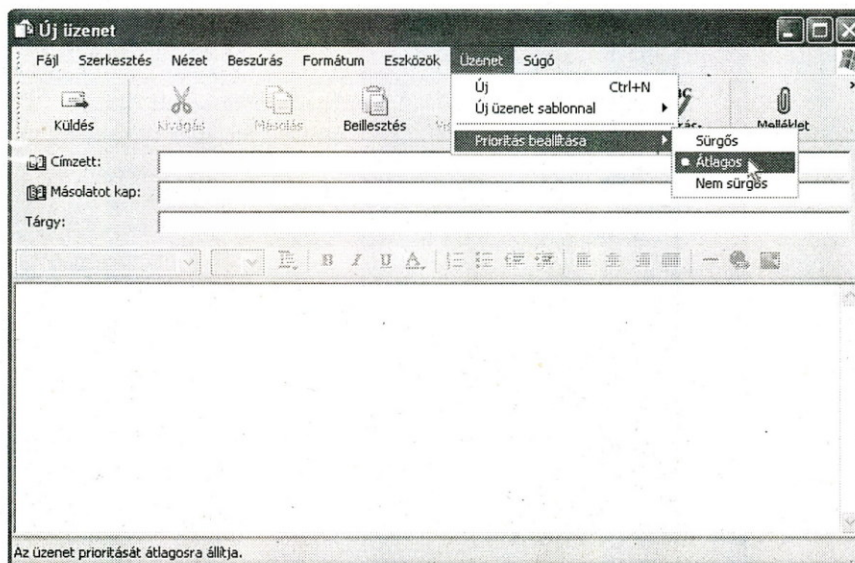 Új üzenet
Fájl Szerkesztés Nézet Beszúrás Formátum Eszközök Üzenet Súgó
Új Ctrl+N
Új üzenet sablonnal
Prioritás beállítása
Sürgős
Átlagos
Nem sürgős
Küldés Kivágás Másolás Beillesztés Melléklet
Címzett:
Másolatot kap:
Tárgy:
B I U A
Az üzenet prioritását átlagosra állítja.